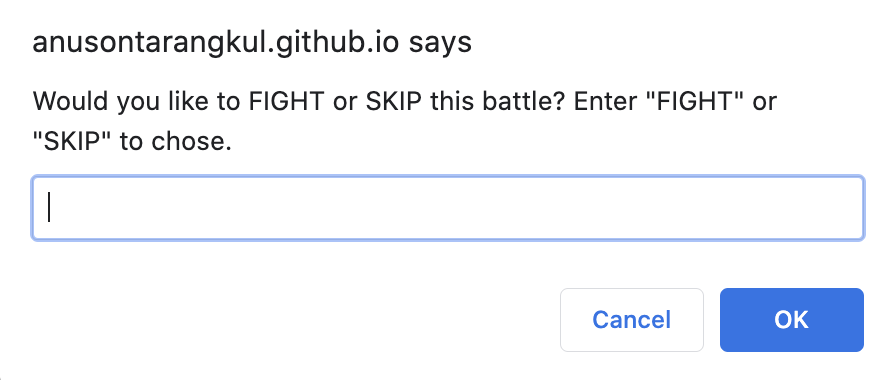 anusontarangkul.github.io says
Would you like to FIGHT or SKIP this battle? Enter "FIGHT" or
"SKIP" to chose.
Cancel
OK